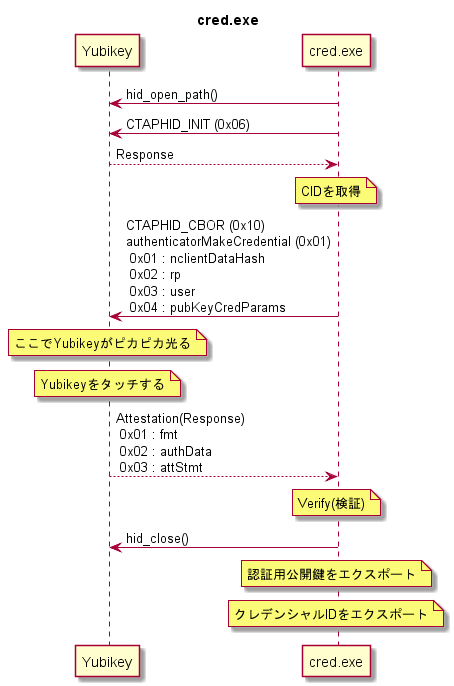 cred.exe
Yubikey
cred.exe
hid_open_path()
CTAPHID_INIT (0x06)
Response
CIDを取得
CTAPHID_CBOR (0x10)
authenticatorMakeCredential (0x01)
0x01 : nclientDataHash
0x02 : rp
0x03 : user
0x04 : pubKeyCredParams
ここでYubikeyがピカピカ光る
Yubikeyをタッチする
Attestation(Response)
0x01 : fmt
0x02 : authData
0x03 : attStmt
Verify(検証)
hid_close()
認証用公開鍵をエクスポート
クレデンシャルIDをエクスポート
Yubikey
cred.exe